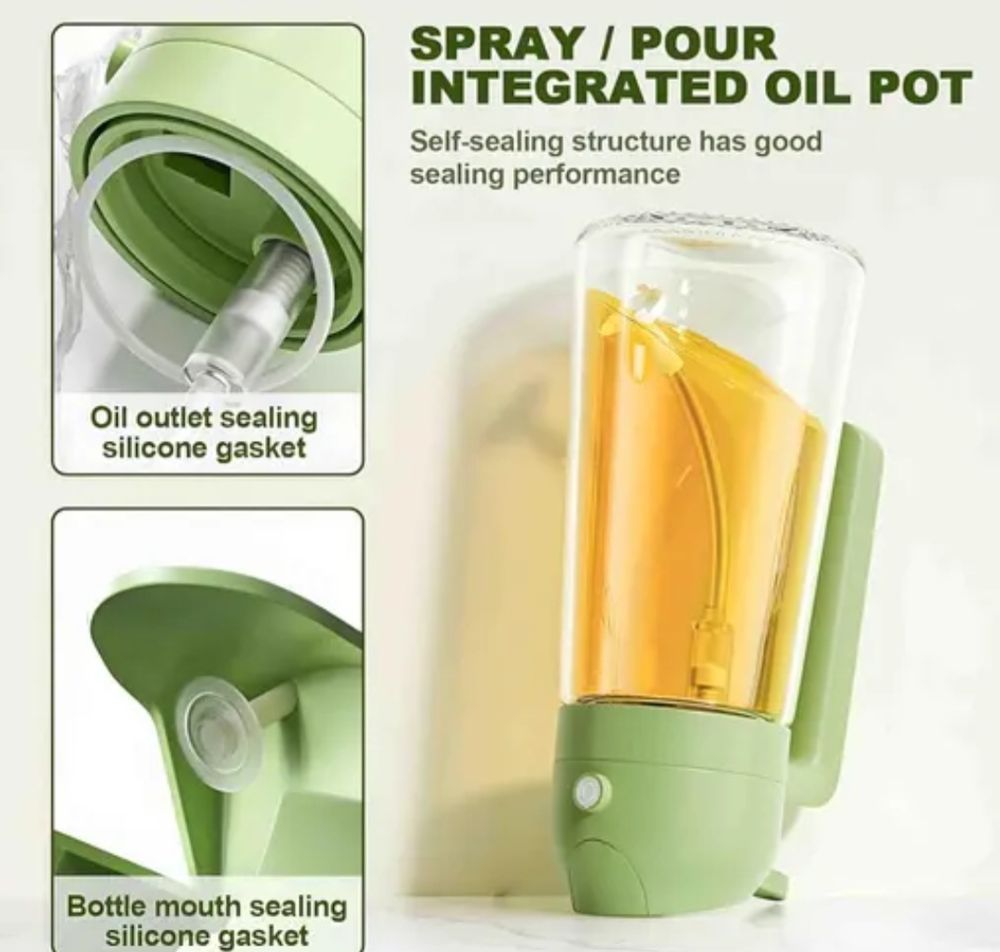 SPRAY / POUR
INTEGRATED OIL POT
Self-sealing structure has good
sealing performance
Oil outlet sealing
silicone gasket
Bottle mouth sealing
silicone gasket